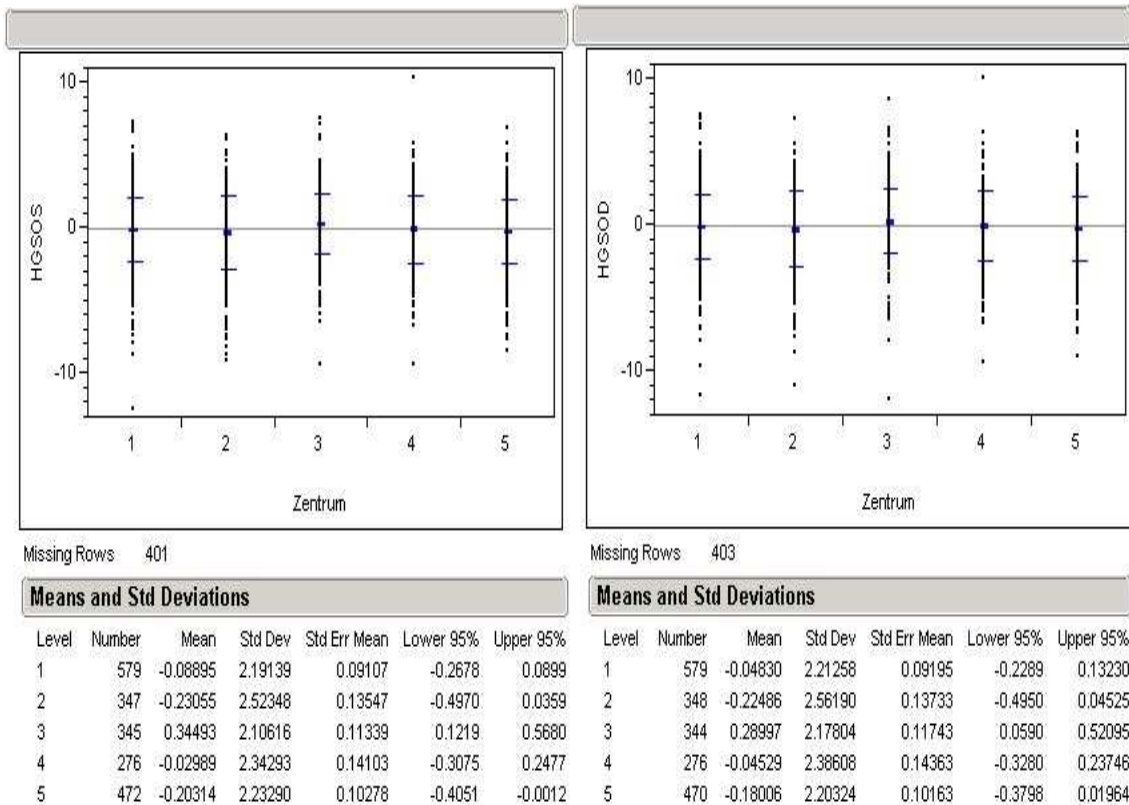 10
0
-10
HGSOS
1 2 3 4 5
Zentrum
Missing Rows 401
Means and Std Deviations
Level Number Mean Std Dev Std Err Mean Lower 95% Upper 95%
1 579 -0.08895 2.19139 0.09107 -0.2678 0.0899
2 347 -0.23055 2.52348 0.13547 -0.4970 0.0359
3 345 0.34493 2.10616 0.11339 0.1219 0.5680
4 276 -0.02989 2.34293 0.14103 -0.3075 0.2477
5 472 -0.20314 2.23290 0.10278 -0.4051 -0.0012
10
0
-10
HGSOD
1 2 3 4 5
Zentrum
Missing Rows 403
Means and Std Deviations
Level Number Mean Std Dev Std Err Mean Lower 95% Upper 95%
1 579 -0.04830 2.21258 0.09195 -0.2289 0.13230
2 348 -0.22486 2.56190 0.13733 -0.4950 0.04525
3 344 0.28997 2.17804 0.11743 0.0590 0.52095
4 276 -0.04529 2.38608 0.14363 -0.3280 0.23746
5 470 -0.18006 2.20324 0.10163 -0.3798 0.01964